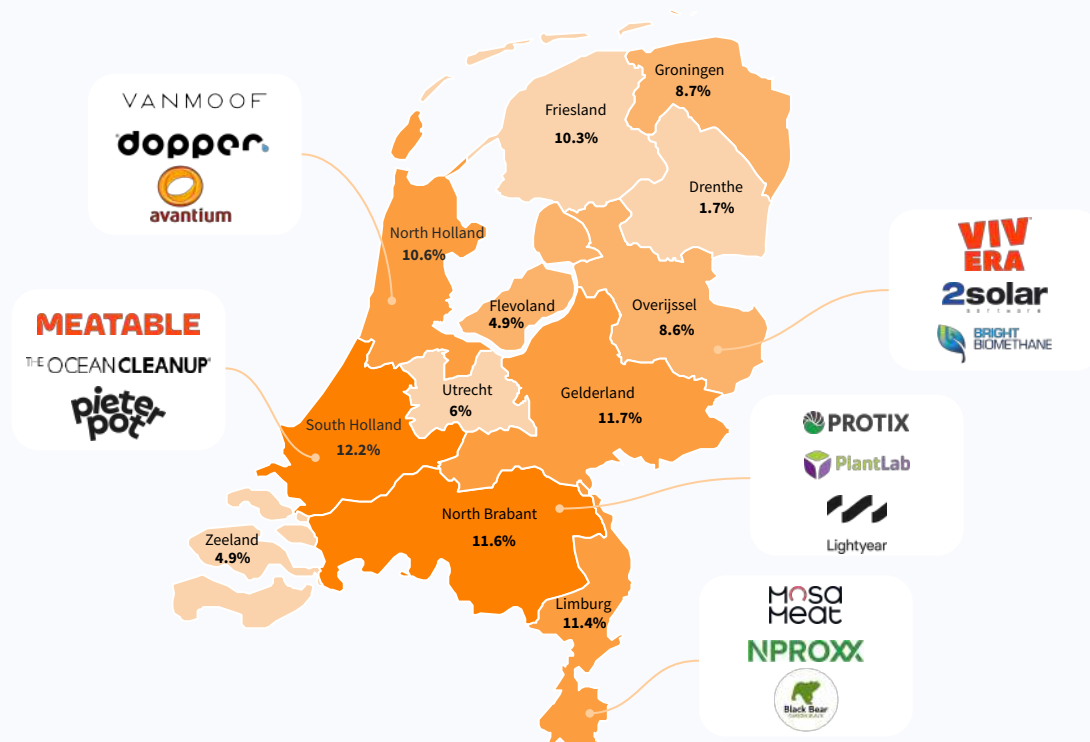 Groningen
8.7%
Friesland
10.3%
VANMOOF
dopper
avantium
Drenthe
1.7%
North Holland
10.6%
VIV
ERA
2solar
software
BRIGHT
BIOMETHANE
Flevoland
4.9%
Overijssel
8.6%
MEATABLE
THE OCEAN CLEANUP
pieter
pot
Utrecht
6%
Gelderland
11.7%
South Holland
12.2%
PROTIX
PlantLab
Lightyear
North Brabant
11.6%
Zeeland
4.9%
Limburg
11.4%
MOSA
MEAT
NPROXX
Black Bear